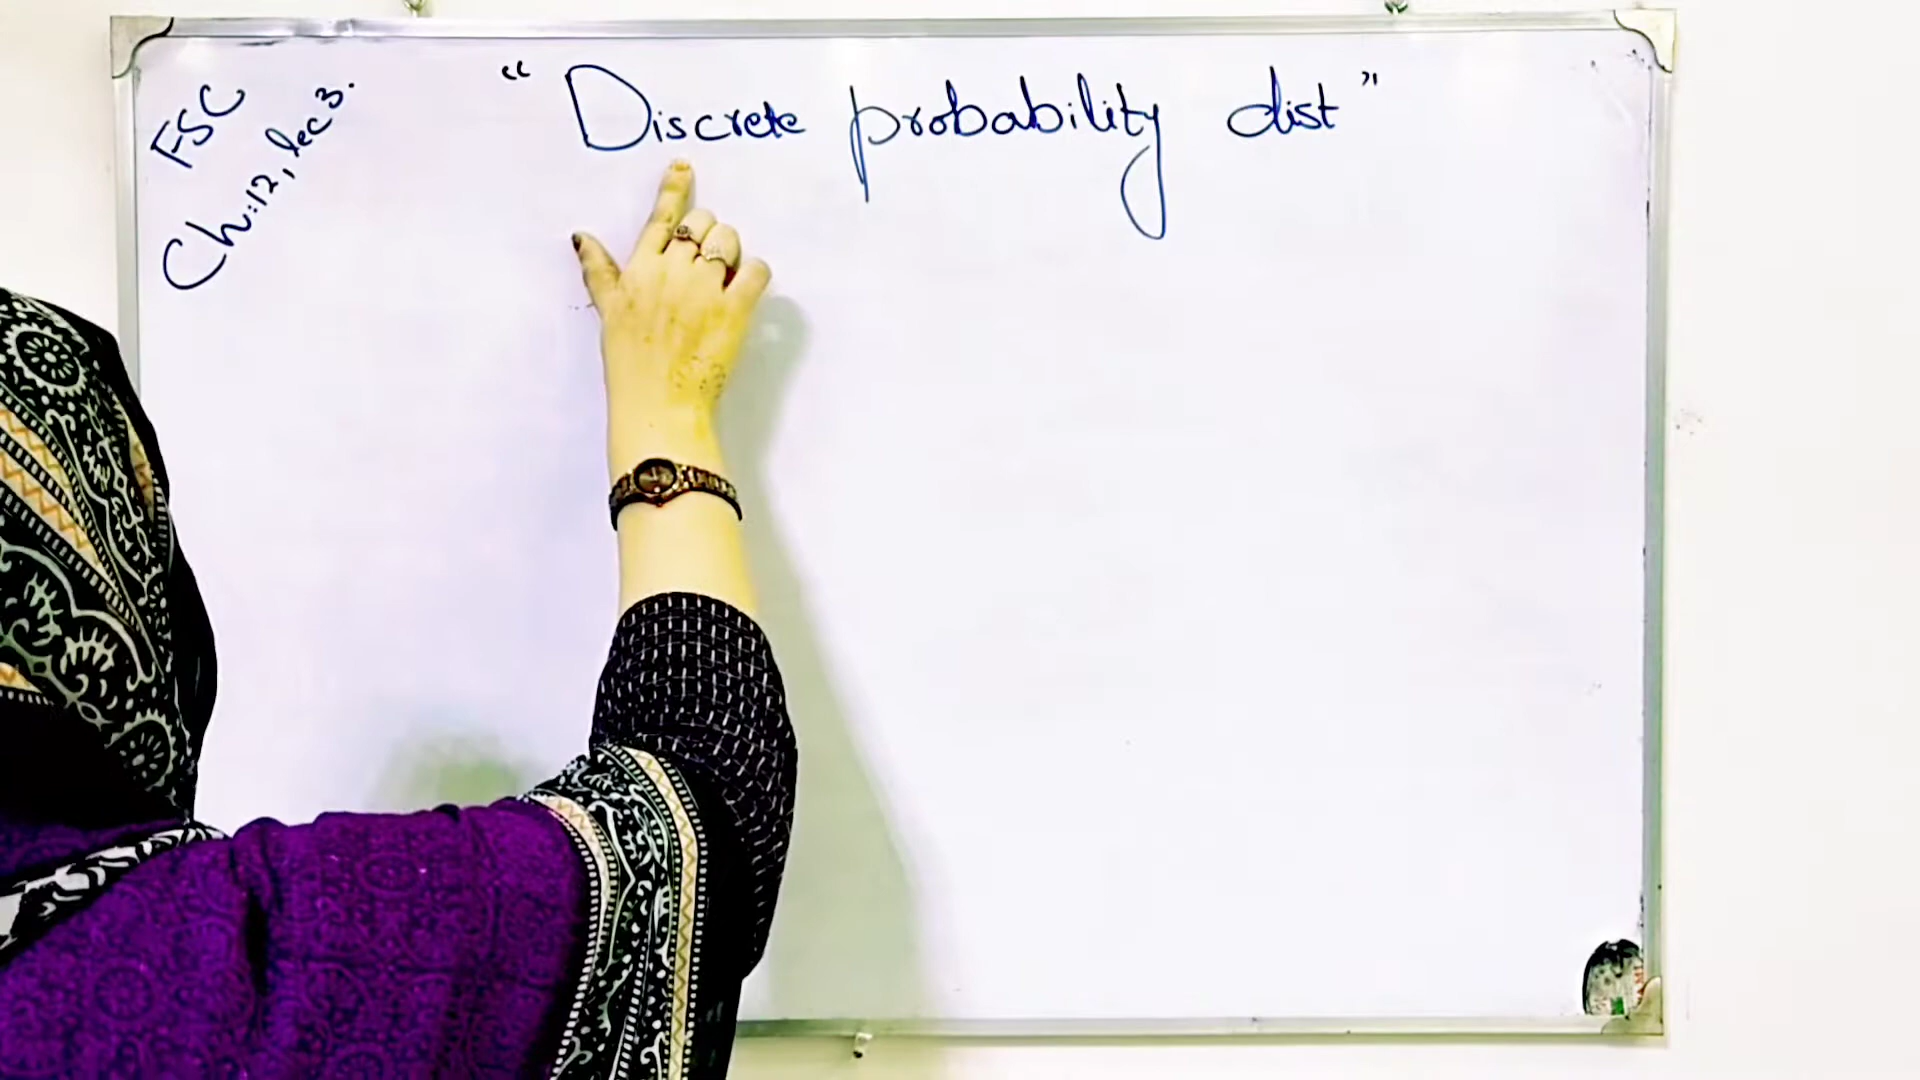 FSC
Ch:12, lec 3.
“Discrete probability dist”